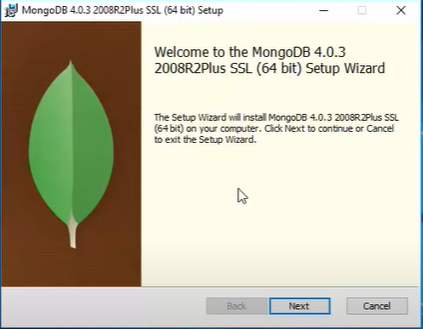 MongoDB 4.0.3 2008R2Plus SSL (64 bit) Setup
Welcome to the MongoDB 4.0.3
2008R2Plus SSL (64 bit) Setup Wizard
The Setup Wizard will install MongoDB 4.0.3 2008R2Plus SSL
(64 bit) on your computer. Click Next to continue or Cancel
to exit the Setup Wizard.
Back Next Cancel